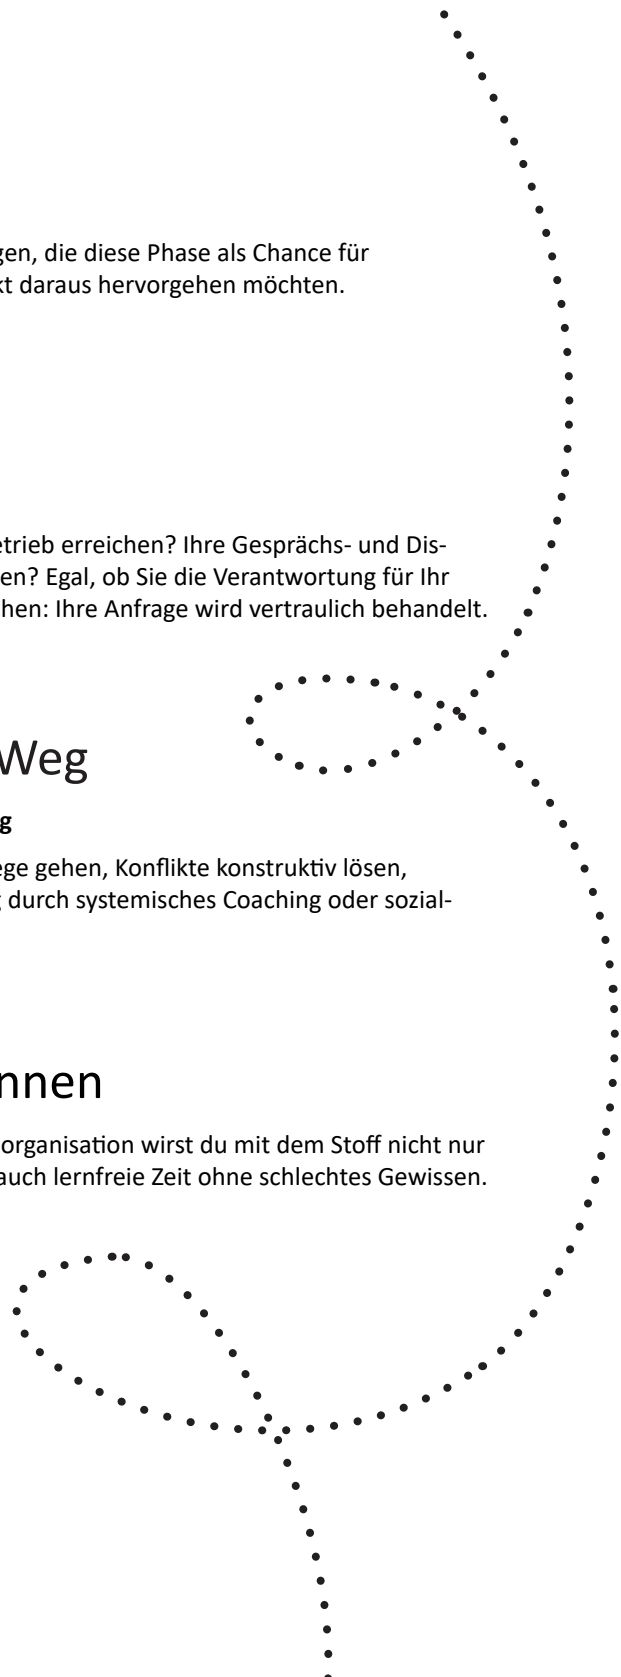 gen, die diese Phase als Chance für
kt daraus hervorgehen möchten.
etrieb erreichen? Ihre Gesprächs- und Dis-
en? Egal, ob Sie die Verantwortung für Ihr
hen: Ihre Anfrage wird vertraulich behandelt.
Weg
g
ege gehen, Konflikte konstruktiv lösen,
g durch systemisches Coaching oder sozial-
nnen
organisation wirst du mit dem Stoff nicht nur
auch lernfreie Zeit ohne schlechtes Gewissen.